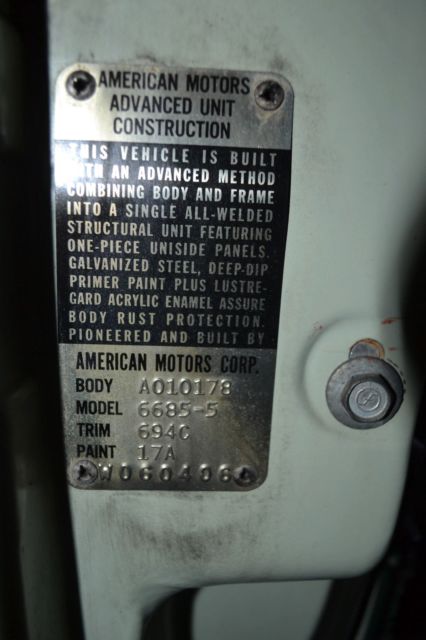 AMERICAN MOTORS
ADVANCED UNIT
CONSTRUCTION
THIS VEHICLE IS BUILT
WITH AN ADVANCED METHOD
COMBINING BODY AND FRAME
INTO A SINGLE ALL-WELDED
STRUCTURAL UNIT FEATURING
ONE-PIECE UNISIDE PANELS.
GALVANIZED STEEL, DEEP-DIP
PRIMER PAINT PLUS LUSTRE-
GARD ACRYLIC ENAMEL ASSURE
BODY RUST PROTECTION.
PIONEERED AND BUILT BY
AMERICAN MOTORS CORP.
BODY A010178
MODEL 6685-5
TRIM 694C
PAINT 17A
W060406